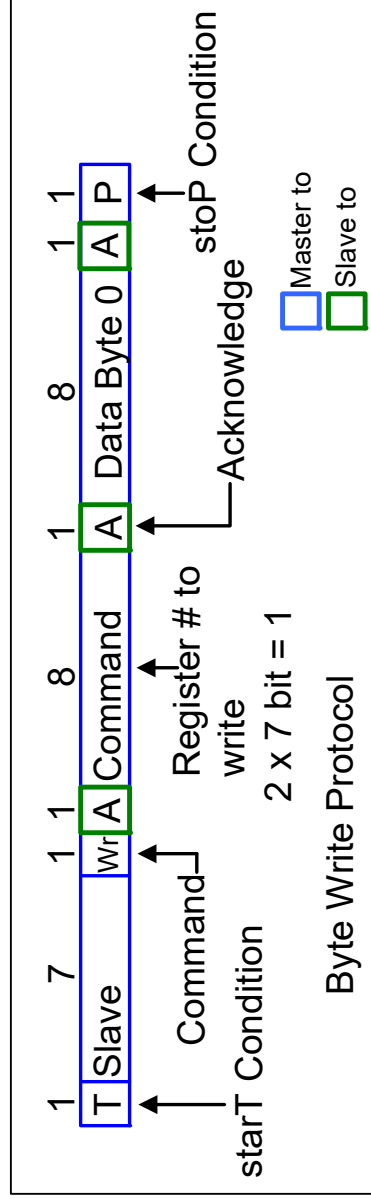 1 7 1 1 8 1 8 1 1
T Slave Wr A Command A Data Byte 0 A P
starT Condition
Command
Register # to
write
2 x 7 bit = 1
Acknowledge
stoP Condition
Byte Write Protocol
Master to
Slave to